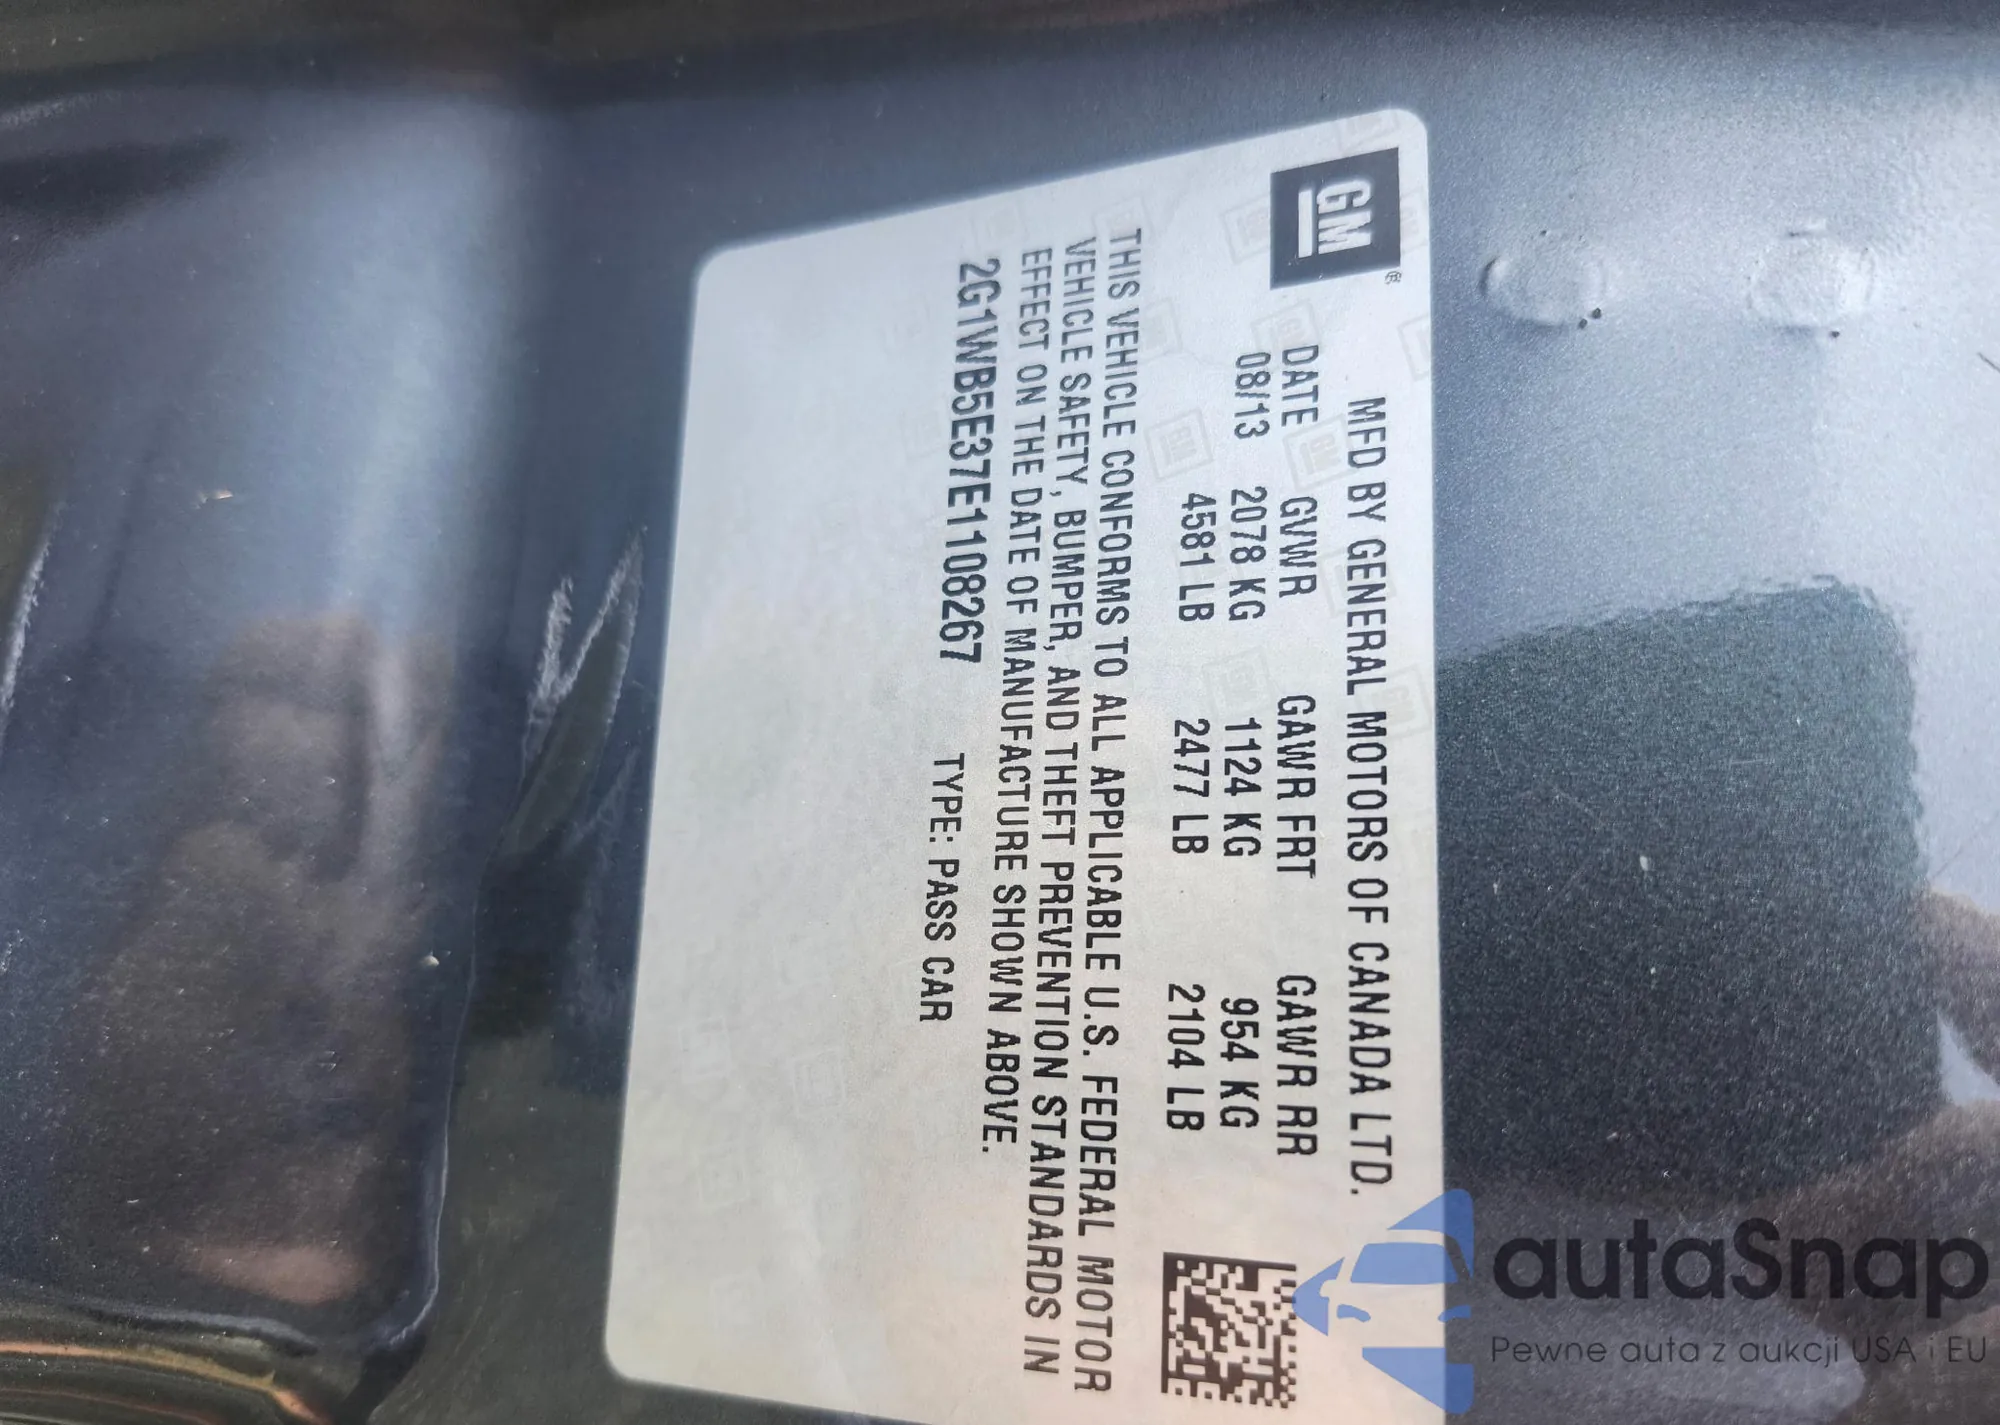 GM
MFD BY GENERAL MOTORS OF CANADA LTD.
DATE GVWR GAWR FRT GAWR RR
08/13 2078 KG 1124 KG 954 KG
4581 LB 2477 LB 2104 LB
THIS VEHICLE CONFORMS TO ALL APPLICABLE U.S. FEDERAL MOTOR
VEHICLE SAFETY, BUMPER, AND THEFT PREVENTION STANDARDS IN
EFFECT ON THE DATE OF MANUFACTURE SHOWN ABOVE.
2G1WB5E37E1108267 TYPE: PASS CAR
autaSnap
Pewne auta z aukcji USA i EU